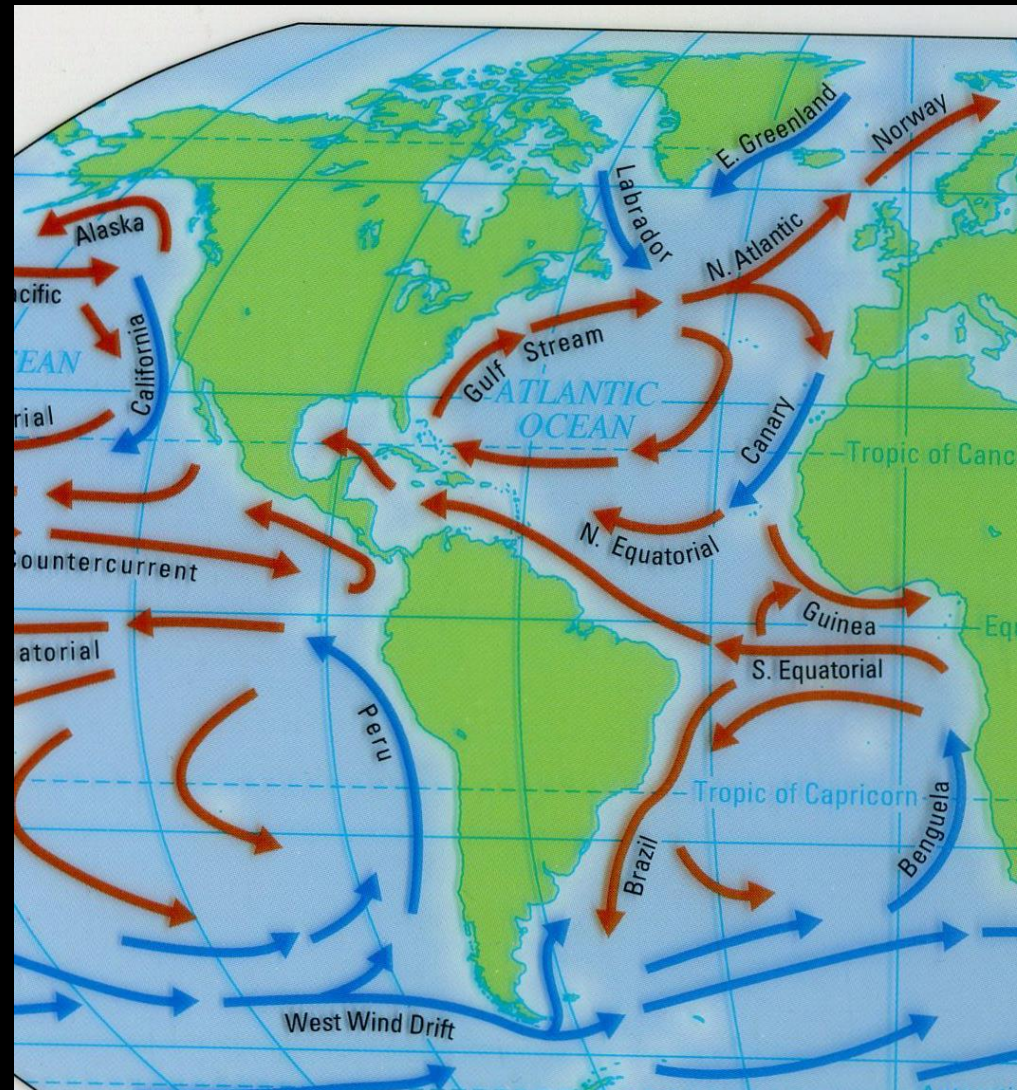 E. Greenland
Norway
Labrador
Alaska
N. Atlantic
acific
California
Gulf Stream
EAN
ATLANTIC
OCEAN
rial
Canary
Tropic of Canc
N. Equatorial
Countercurrent
Guinea
Equ
atorial
S. Equatorial
Peru
Tropic of Capricorn
Brazil
Benguela
West Wind Drift